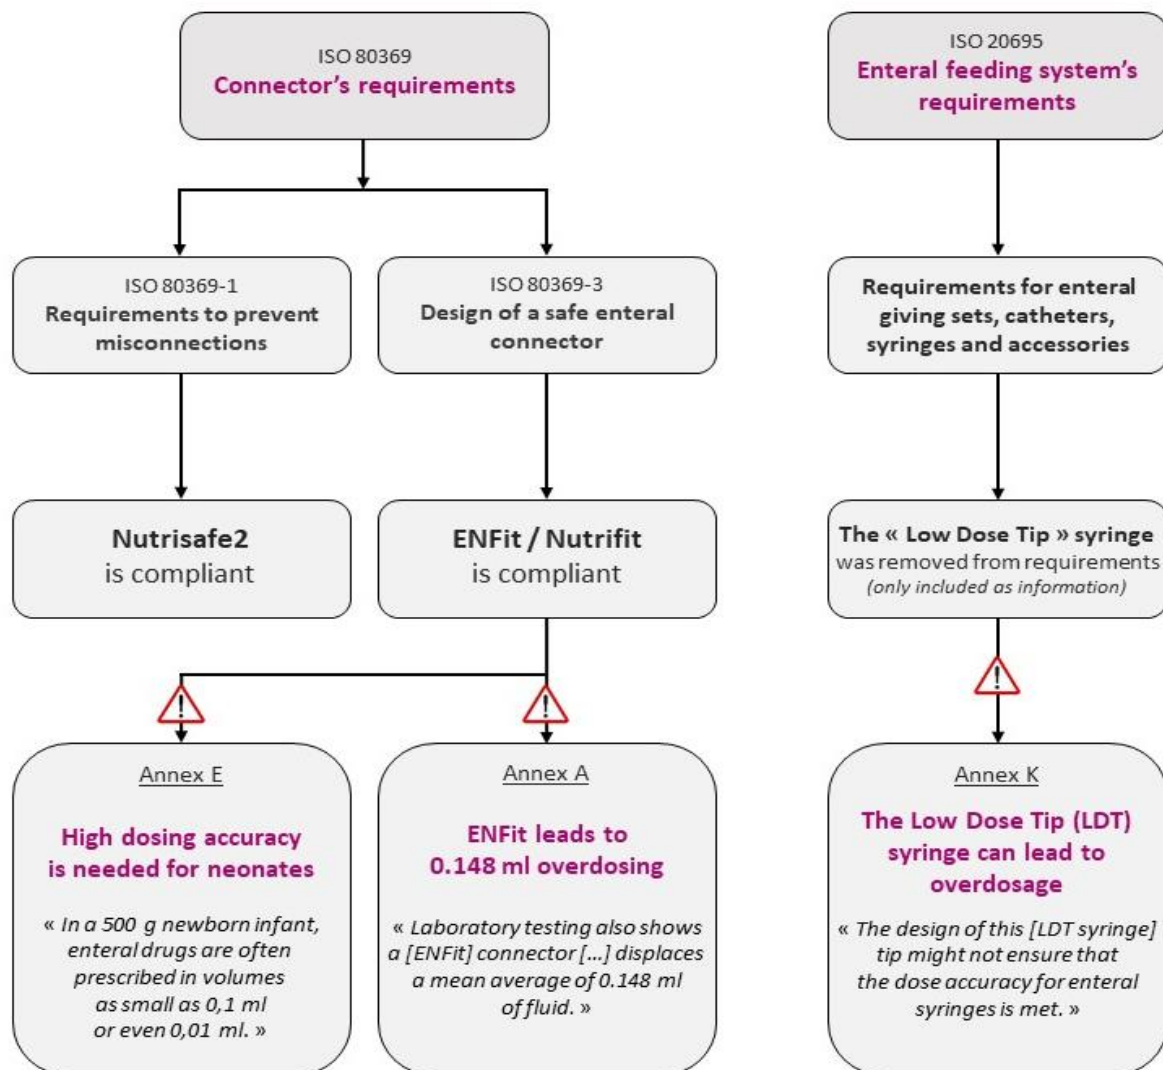 ISO 80369
Connector's requirements
ISO 20695
Enteral feeding system's
requirements
ISO 80369-1
Requirements to prevent
misconnections
ISO 80369-3
Design of a safe enteral
connector
Requirements for enteral
giving sets, catheters,
syringes and accessories
Nutrisafe2
is compliant
ENFit / Nutrifit
is compliant
The « Low Dose Tip » syringe
was removed from requirements
(only included as information)
!
!
!
Annex E
High dosing accuracy
is needed for neonates
« In a 500 g newborn infant,
enteral drugs are often
prescribed in volumes
as small as 0,1 ml
or even 0,01 ml. »
Annex A
ENFit leads to
0.148 ml overdosing
« Laboratory testing also shows
a [ENFit] connector [...] displaces
a mean average of 0.148 ml
of fluid. »
Annex K
The Low Dose Tip (LDT)
syringe can lead to
overdosage
« The design of this [LDT syringe]
tip might not ensure that
the dose accuracy for enteral
syringes is met. »